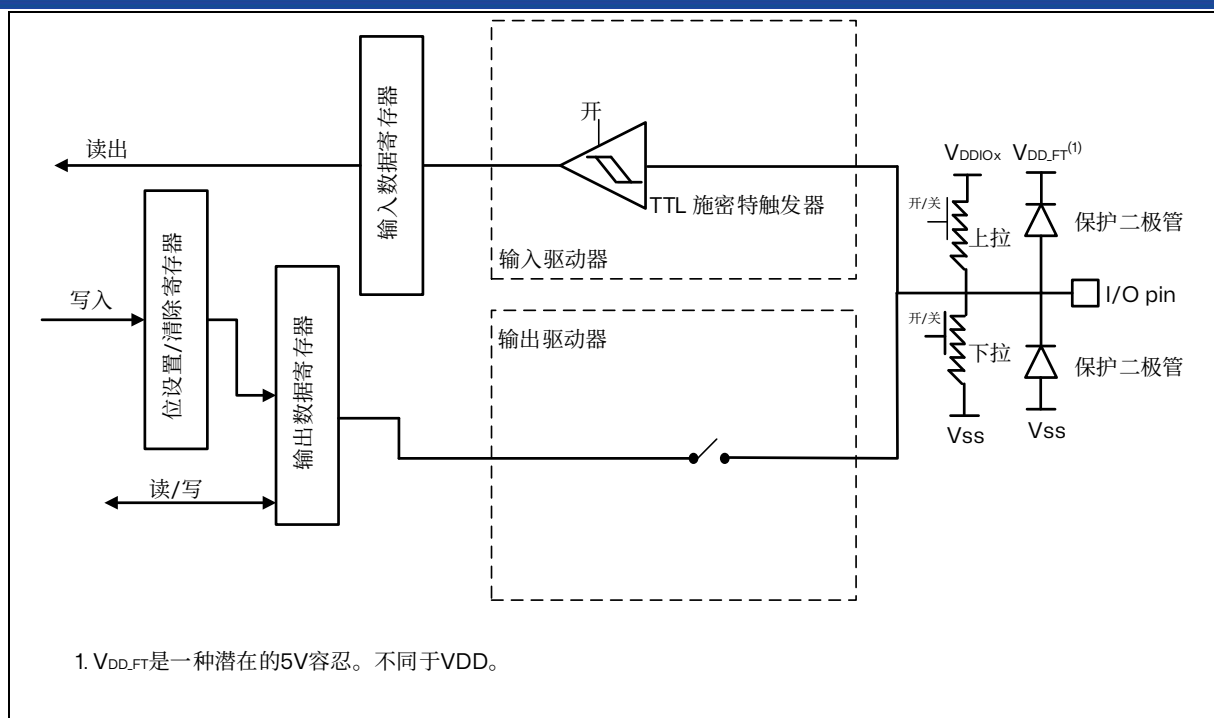 开
读出
输入数据寄存器
TTL 施密特触发器
输入驱动器
VDDIOx
VDD_FT(1)
开/关
上拉
保护二极管
写入
位设置/清除寄存器
I/O pin
输出数据寄存器
输出驱动器
开/关
下拉
保护二极管
Vss
Vss
读/写
1. VDD_FT是一种潜在的5V容忍。不同于VDD。